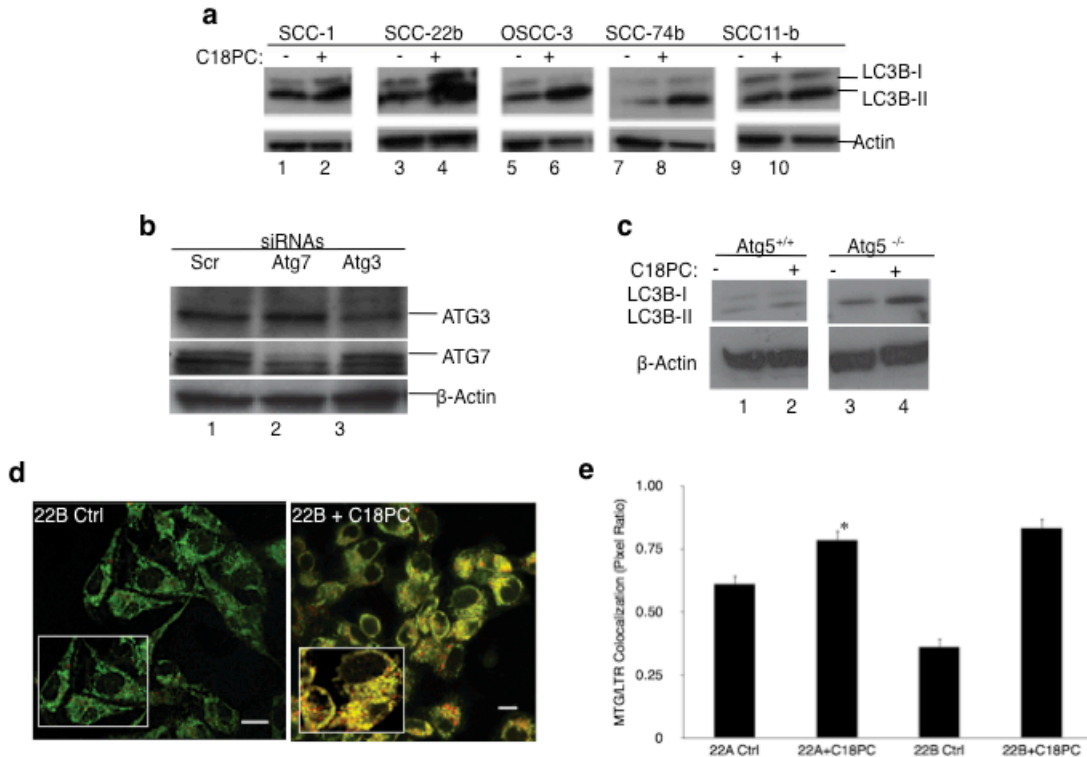 a
SCC-1 SCC-22b OSCC-3 SCC-74b SCC11-b
C18PC: - + - + - + - + - +
LC3B-I
LC3B-II
Actin
1 2 3 4 5 6 7 8 9 10
b
siRNAs
Scr Atg7 Atg3
ATG3
ATG7
β-Actin
1 2 3
c
Atg5+/+ Atg5 -/-
C18PC: - + - +
LC3B-I
LC3B-II
β-Actin
1 2 3 4
d
22B Ctrl
22B + C18PC
e
MTG/LTR Colocalization (Pixel Ratio)
1.00
0.75
0.50
0.25
0
*
22A Ctrl 22A+C18PC 22B Ctrl 22B+C18PC